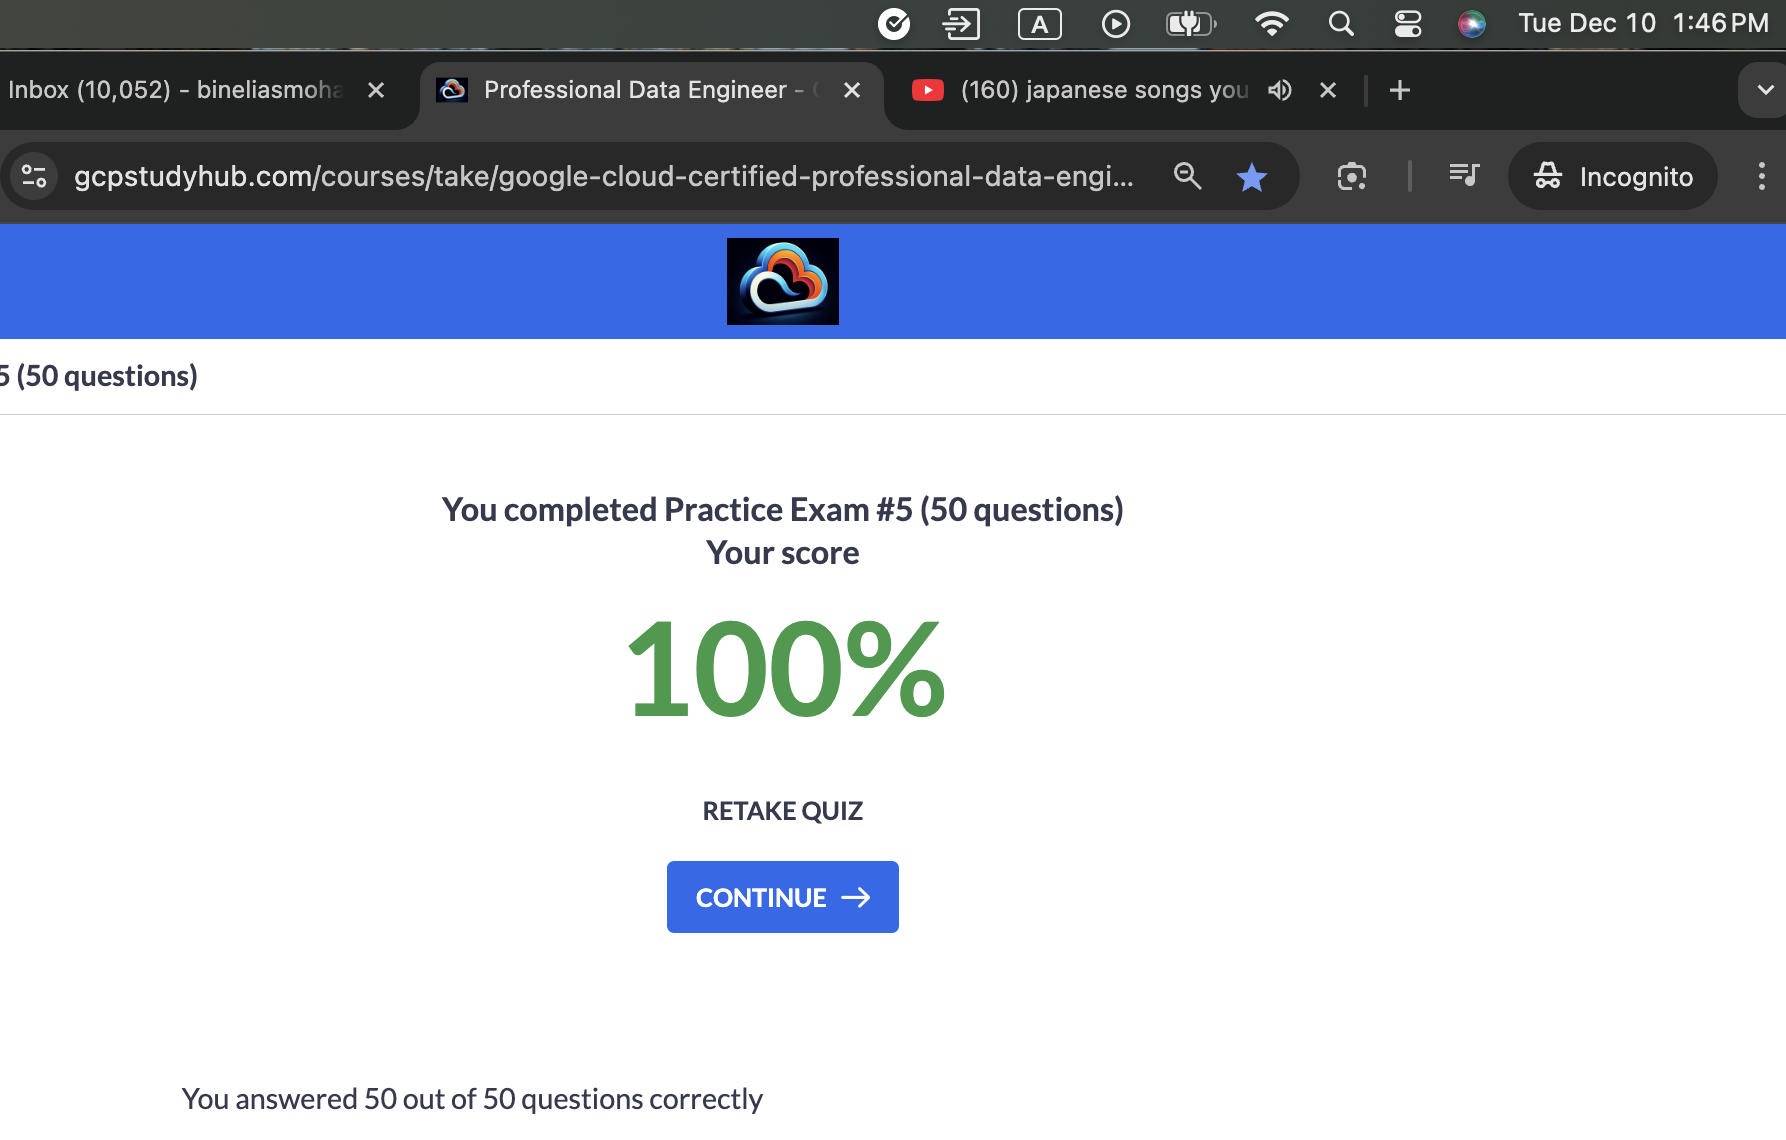 A
Tue Dec 10 1:46 PM
Inbox (10,052) - bineliasmoha
Professional Data Engineer -
(160) japanese songs you
gcpstudyhub.com/courses/take/google-cloud-certified-professional-data-engi...
Incognito
5 (50 questions)
You completed Practice Exam #5 (50 questions)
Your score
100%
RETAKE QUIZ
CONTINUE →
You answered 50 out of 50 questions correctly